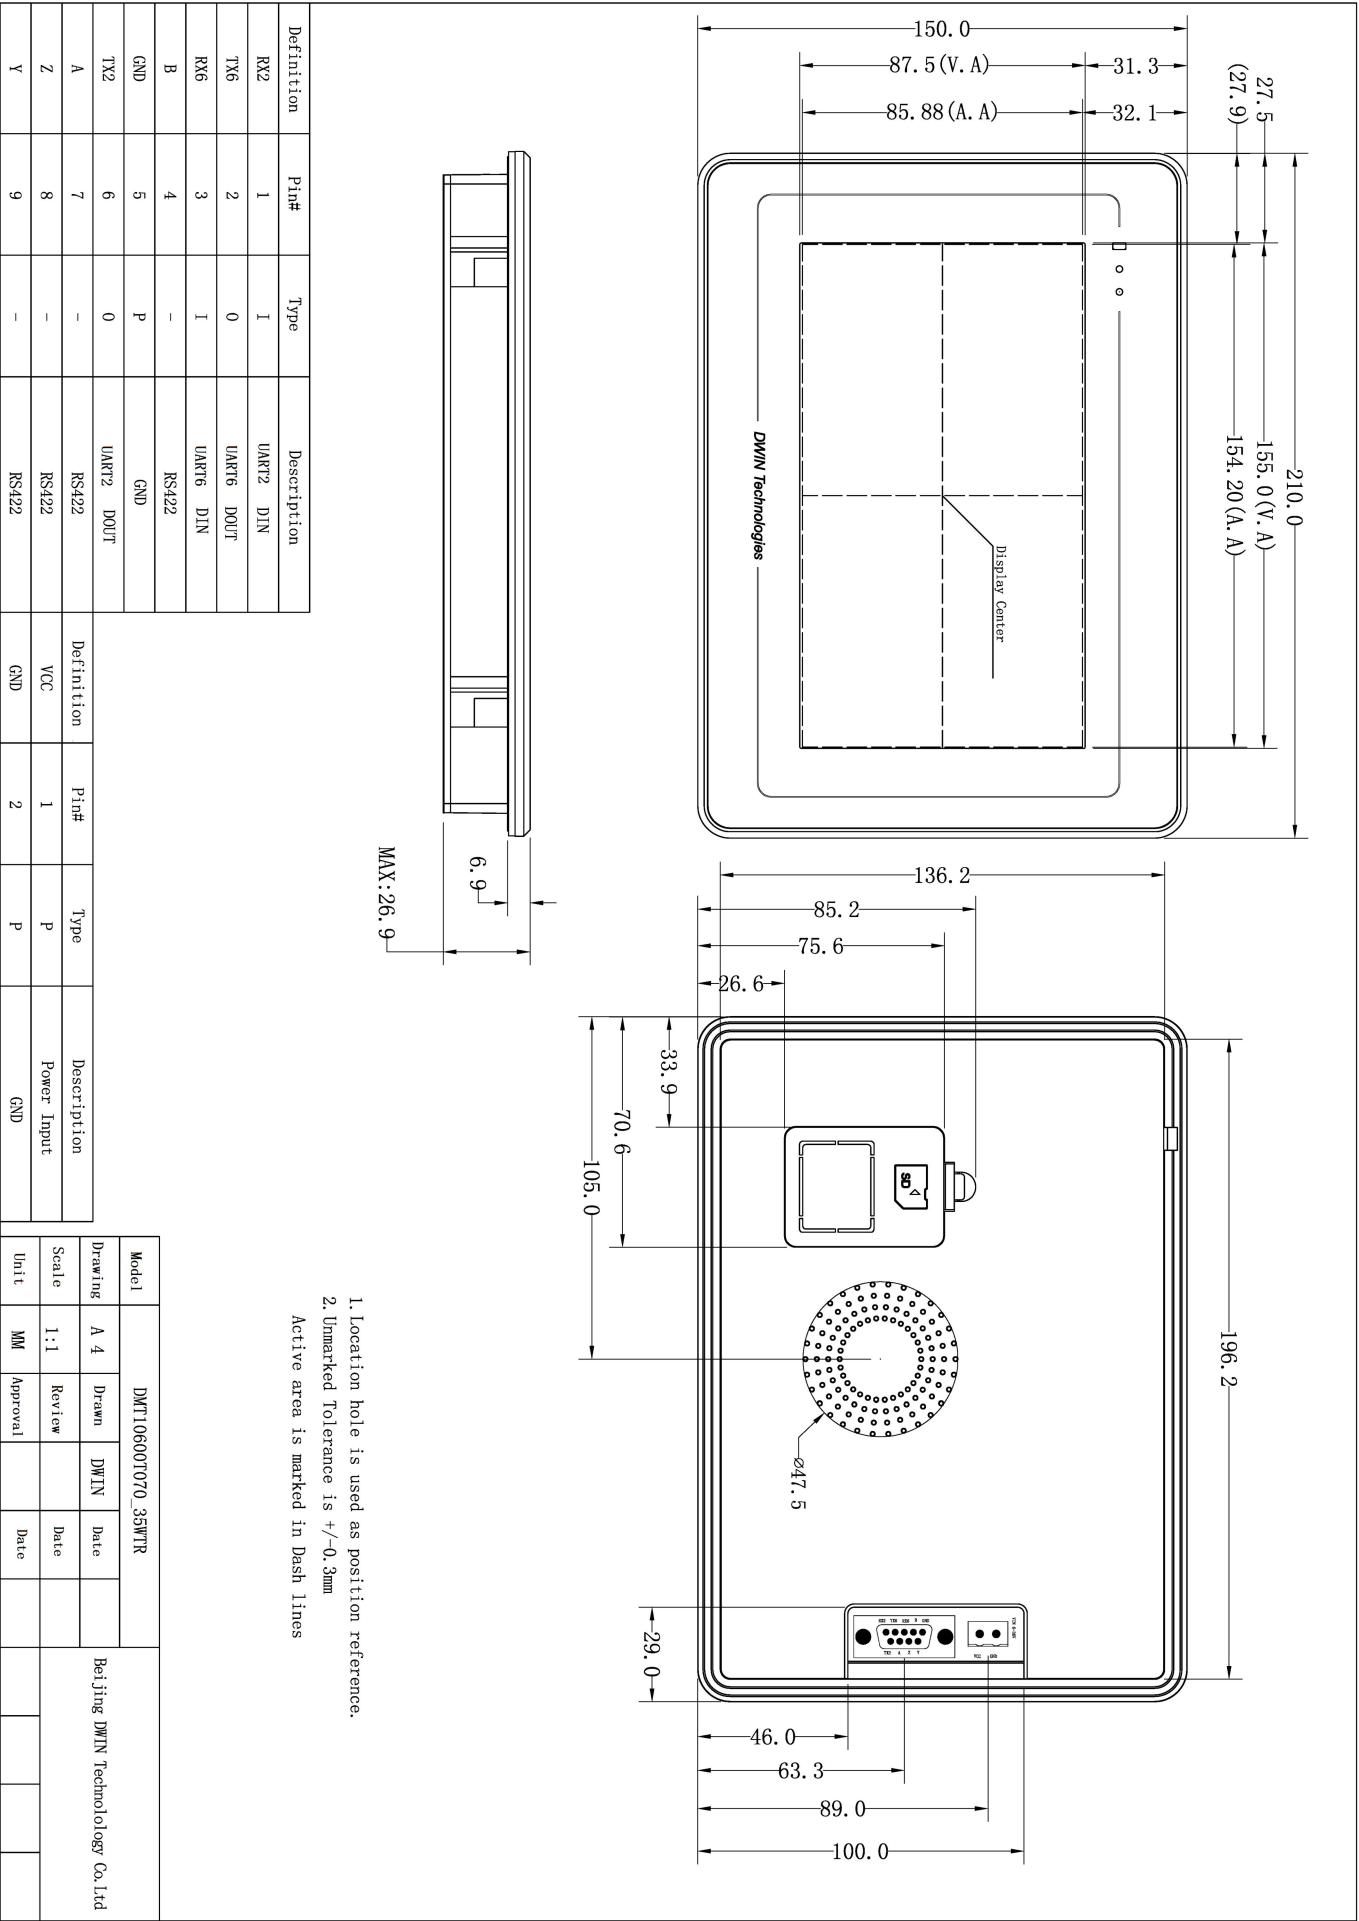 210.0
155.0(V.A)
154.20(A.A)
27.5
(27.9)
150.0
87.5(V.A)
31.3
85.88(A.A)
32.1
Display Center
DWIN Technologies
6.9
MAX:26.9
196.2
136.2
85.2
75.6
26.6
33.9
70.6
105.0
SD
ø47.5
VCC GND
TX2 A Z Y
29.0
46.0
63.3
89.0
100.0
1. Location hole is used as position reference.
2. Unmarked Tolerance is +/-0.3mm
Active area is marked in Dash lines
Definition Pin# Type Description
RX2 1 I UART2 DIN
TX6 2 O UART6 DOUT
RX6 3 I UART6 DIN
B 4 - RS422
GND 5 P GND
TX2 6 O UART2 DOUT
A 7 - RS422
Z 8 - RS422
Y 9 - RS422
Definition Pin# Type Description
VCC 1 P Power Input
GND 2 P GND
Model DMT10600T070_35WTR
Drawing A 4 Drawn DWIN Date
Scale 1:1 Review Date
Unit MM Approval Date
Beijing DWIN Technolology Co.Ltd